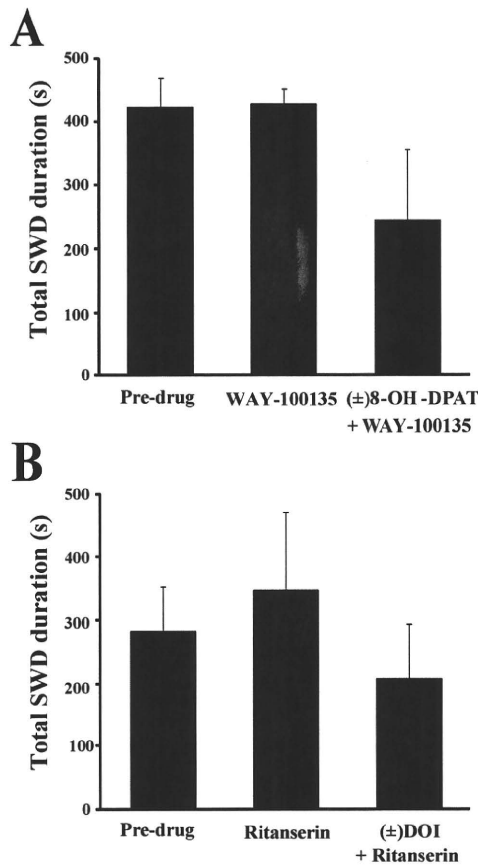 A
Total SWD duration (s)
500
400
300
200
100
0
Pre-drug
WAY-100135
(±)8-OH -DPAT
+ WAY-100135
B
Total SWD duration (s)
500
400
300
200
100
0
Pre-drug
Ritanserin
(±)DOI
+ Ritanserin